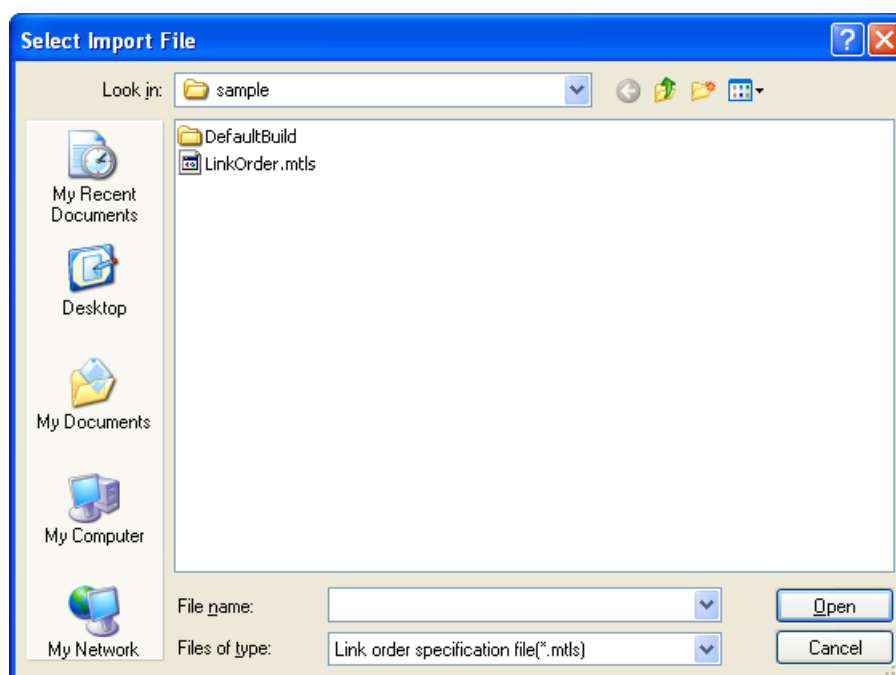 Select Import File
Look in: sample
DefaultBuild
LinkOrder.mtls
My Recent
Documents
Desktop
My Documents
My Computer
My Network
File name:
Open
Files of type: Link order specification file(*.mtls)
Cancel